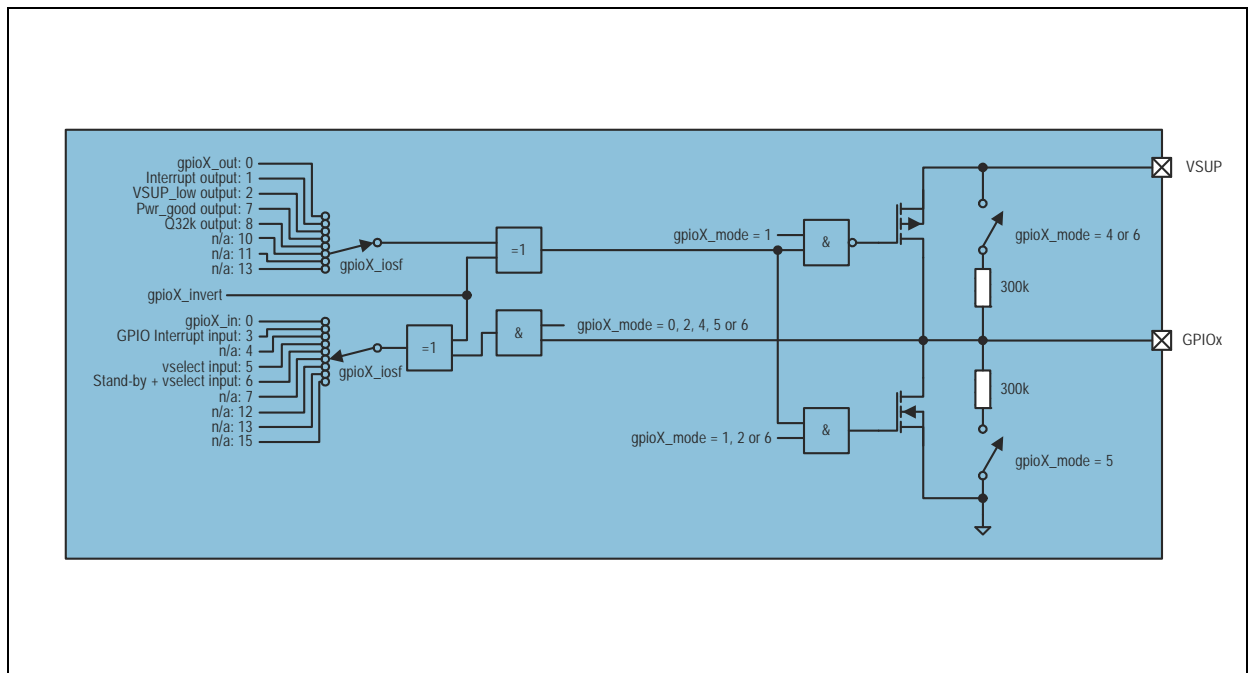 gpioX_out: 0
Interrupt output: 1
VSUP_low output: 2
Pwr_good output: 7
Q32k output: 8
n/a: 10
n/a: 11
n/a: 13
gpioX_iosf
gpioX_invert
gpioX_in: 0
GPIO Interrupt input: 3
n/a: 4
vselect input: 5
Stand-by + vselect input: 6
n/a: 7
n/a: 12
n/a: 13
n/a: 15
gpioX_iosf
=1
=1
&
gpioX_mode = 0, 2, 4, 5 or 6
gpioX_mode = 1
&
gpioX_mode = 1, 2 or 6
&
gpioX_mode = 4 or 6
300k
300k
gpioX_mode = 5
VSUP
GPIOx